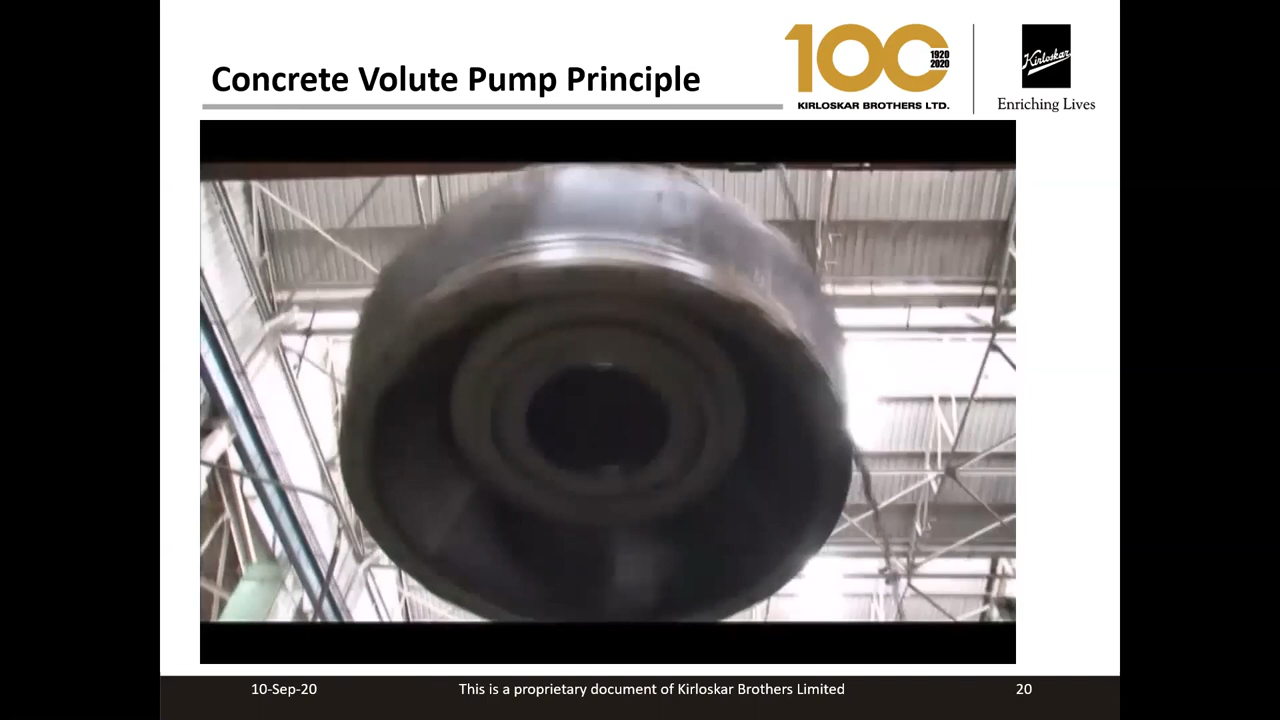 Concrete Volute Pump Principle
100
1920
2020
KIRLOSKAR BROTHERS LTD.
Kirloskar
Enriching Lives
10-Sep-20
This is a proprietary document of Kirloskar Brothers Limited
20